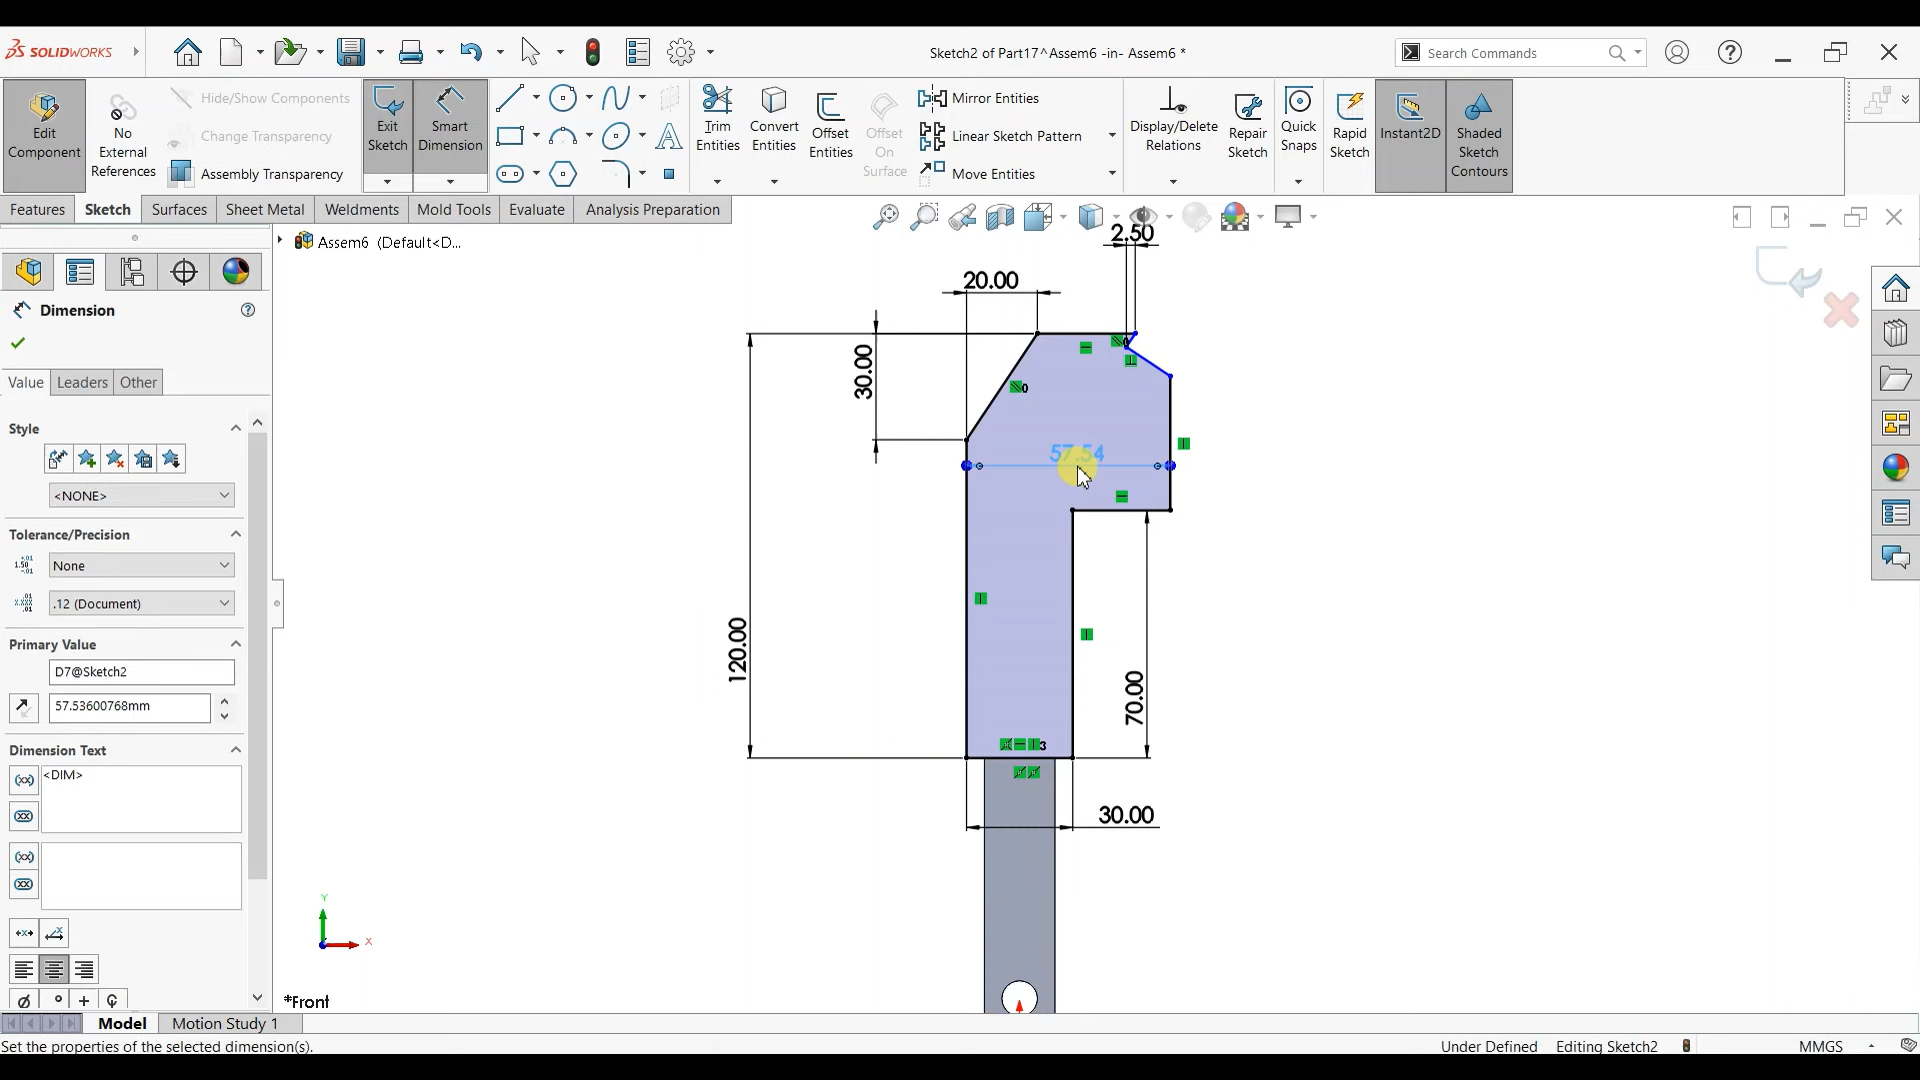 SOLIDWORKS
Sketch2 of Part17^Assem6 -in- Assem6 *
Search Commands
Edit Component
No External References
Hide/Show Components
Change Transparency
Assembly Transparency
Exit Sketch
Smart Dimension
Trim Entities
Convert Entities
Offset Entities
Offset On Surface
Mirror Entities
Linear Sketch Pattern
Move Entities
Display/Delete Relations
Repair Sketch
Quick Snaps
Rapid Sketch
Instant2D
Shaded Sketch Contours
Features
Sketch
Surfaces
Sheet Metal
Weldments
Mold Tools
Evaluate
Analysis Preparation
Assem6 (Default<D...
Dimension
Value
Leaders
Other
Style
<NONE>
Tolerance/Precision
None
.12 (Document)
Primary Value
D7@Sketch2
57.53600768mm
Dimension Text
<DIM>
2.50
20.00
30.00
0
0
57.54
120.00
70.00
3
30.00
Y
X
*Front
Model
Motion Study 1
Set the properties of the selected dimension(s).
Under Defined
Editing Sketch2
MMGS